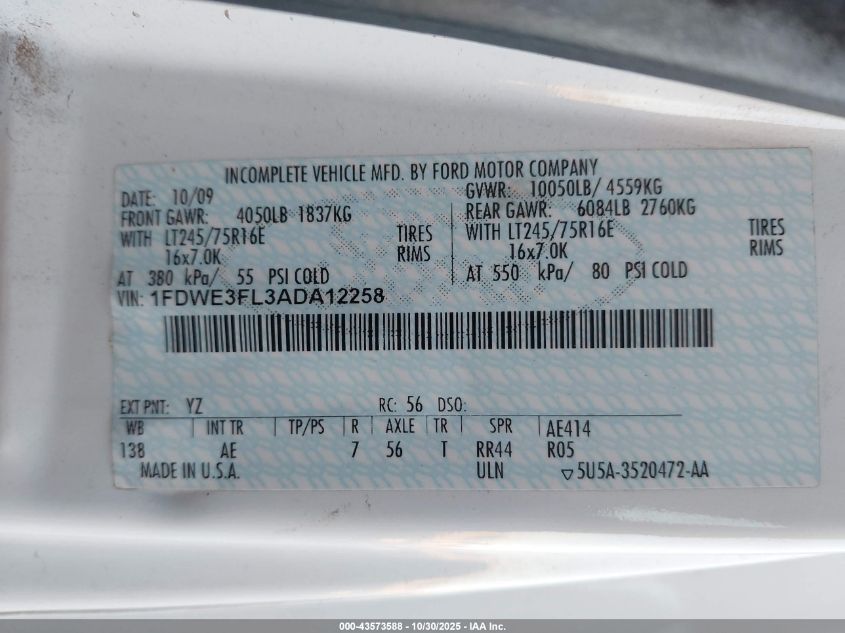 INCOMPLETE VEHICLE MFD. BY FORD MOTOR COMPANY
DATE: 10/09 GVWR: 10050LB/ 4559KG
FRONT GAWR: 4050LB 1837KG REAR GAWR: 6084LB 2760KG
WITH LT245/75R16E TIRES WITH LT245/75R16E TIRES
16x7.0K RIMS 16x7.0K RIMS
AT 380 kPa/ 55 PSI COLD AT 550 kPa/ 80 PSI COLD
VIN: 1FDWE3FL3ADA12258
EXT PNT: YZ RC: 56 DSO:
WB INT TR TP/PS R AXLE TR SPR AE414
138 AE 7 56 T RR44 R05
MADE IN U.S.A. ULN ▽5U5A-3520472-AA
000-43573588 - 10/30/2025 - IAA Inc.